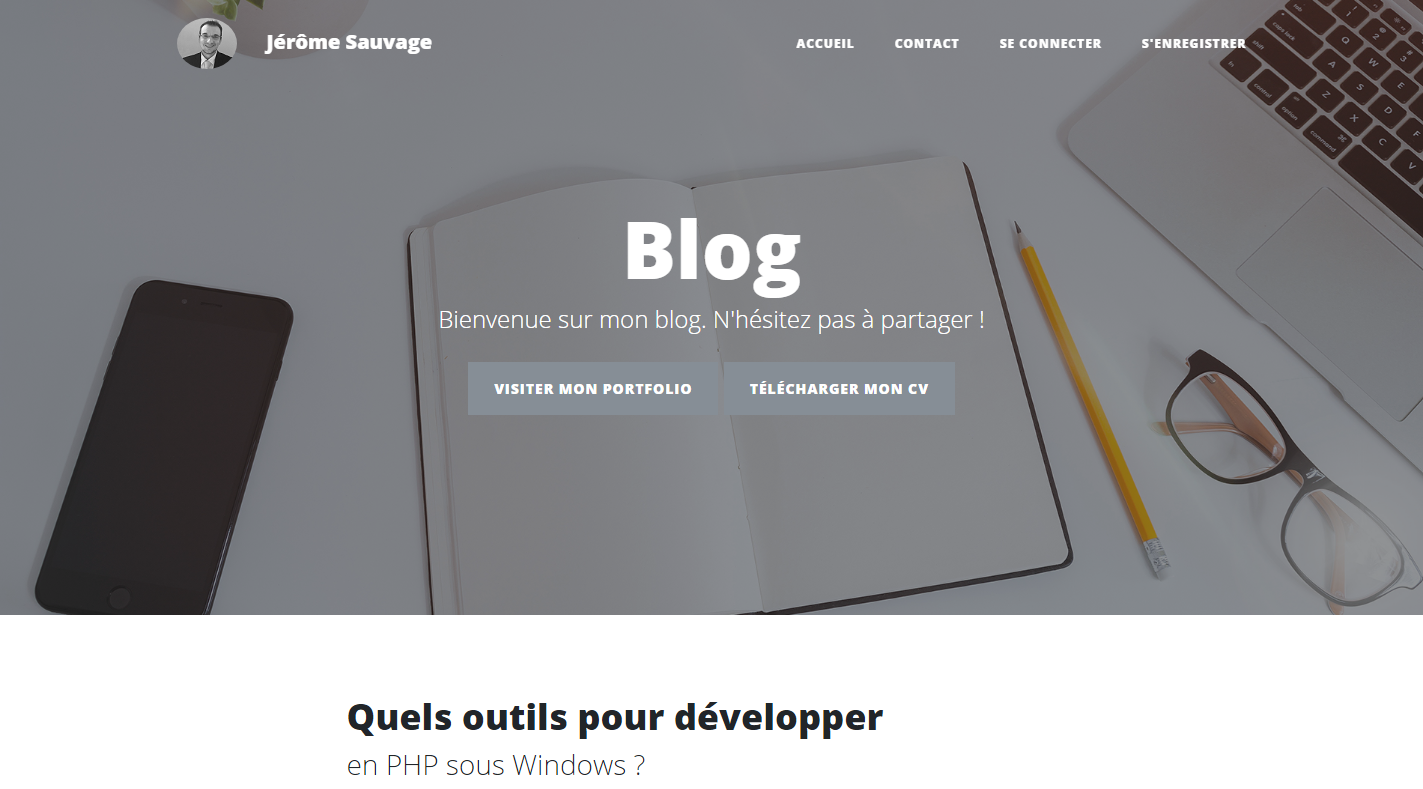 Jérôme Sauvage
ACCUEIL
CONTACT
SE CONNECTER
S'ENREGISTRER
Blog
Bienvenue sur mon blog. N'hésitez pas à partager !
VISITER MON PORTFOLIO
TÉLÉCHARGER MON CV
Quels outils pour développer
en PHP sous Windows ?